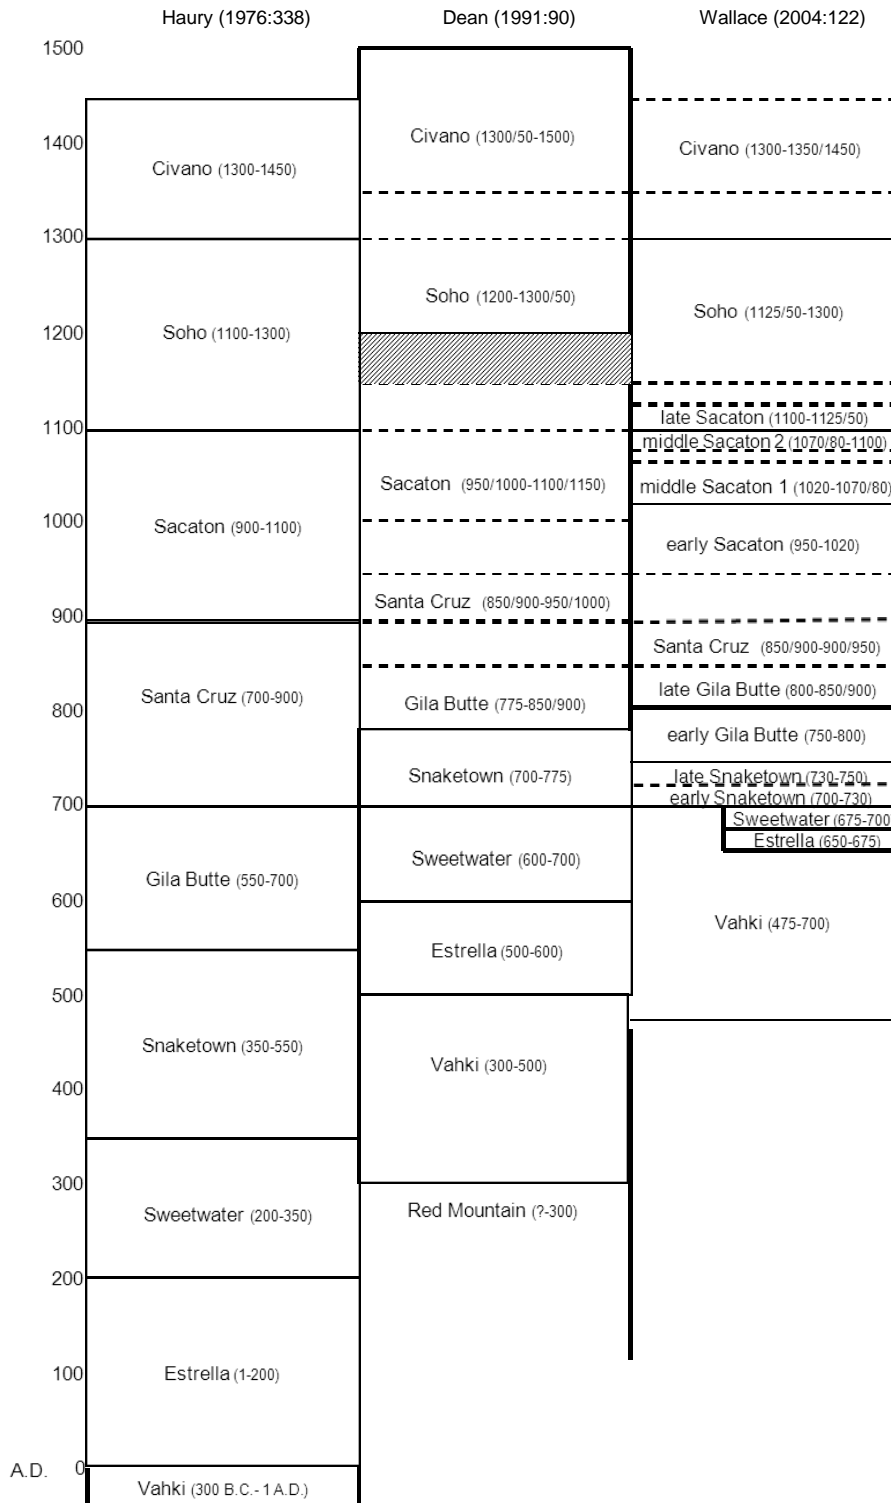 Haury (1976:338) Dean (1991:90) Wallace (2004:122)
1500
1400
1300
1200
1100
1000
900
800
700
600
500
400
300
200
100
A.D. 0
Civano (1300-1450)
Soho (1100-1300)
Sacaton (900-1100)
Santa Cruz (700-900)
Gila Butte (550-700)
Snaketown (350-550)
Sweetwater (200-350)
Estrella (1-200)
Vahki (300 B.C.- 1 A.D.)
Civano (1300/50-1500)
Soho (1200-1300/50)
Sacaton (950/1000-1100/1150)
Santa Cruz (850/900-950/1000)
Gila Butte (775-850/900)
Snaketown (700-775)
Sweetwater (600-700)
Estrella (500-600)
Vahki (300-500)
Red Mountain (?-300)
Civano (1300-1350/1450)
Soho (1125/50-1300)
late Sacaton (1100-1125/50)
middle Sacaton 2 (1070/80-1100)
middle Sacaton 1 (1020-1070/80)
early Sacaton (950-1020)
Santa Cruz (850/900-900/950)
late Gila Butte (800-850/900)
early Gila Butte (750-800)
late Snaketown (730-750)
early Snaketown (700-730)
Sweetwater (675-700
Estrella (650-675)
Vahki (475-700)